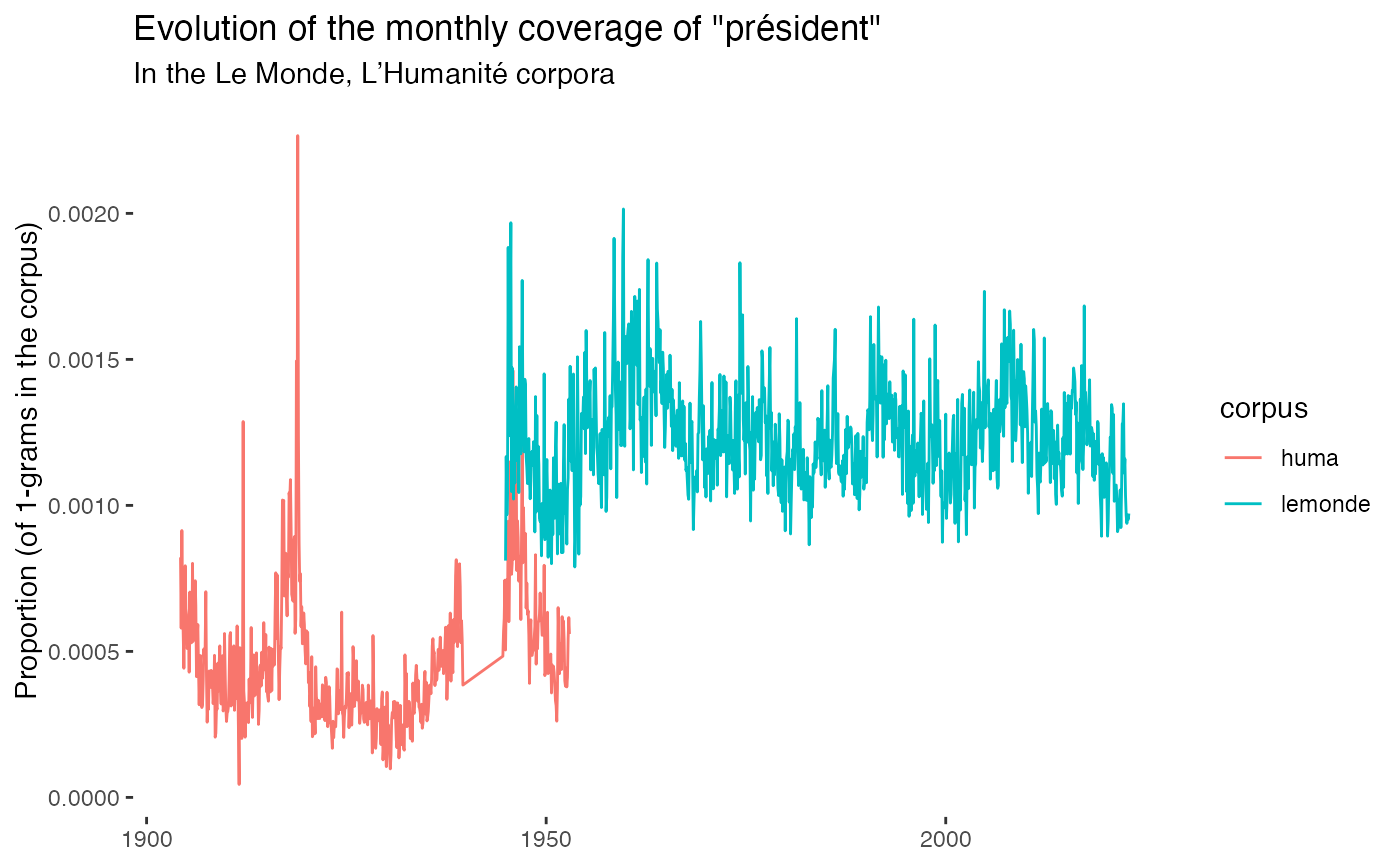 Evolution of the monthly coverage of "président"
In the Le Monde, L’Humanité corpora
Proportion (of 1-grams in the corpus)
0.0020
0.0015
0.0010
0.0005
0.0000
1900
1950
2000
corpus
huma
lemonde